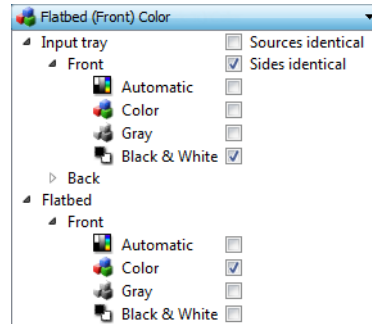 Flatbed (Front) Color
Input tray Sources identical
Front Sides identical
Automatic
Color
Gray
Black & White
Back
Flatbed
Front
Automatic
Color
Gray
Black & White